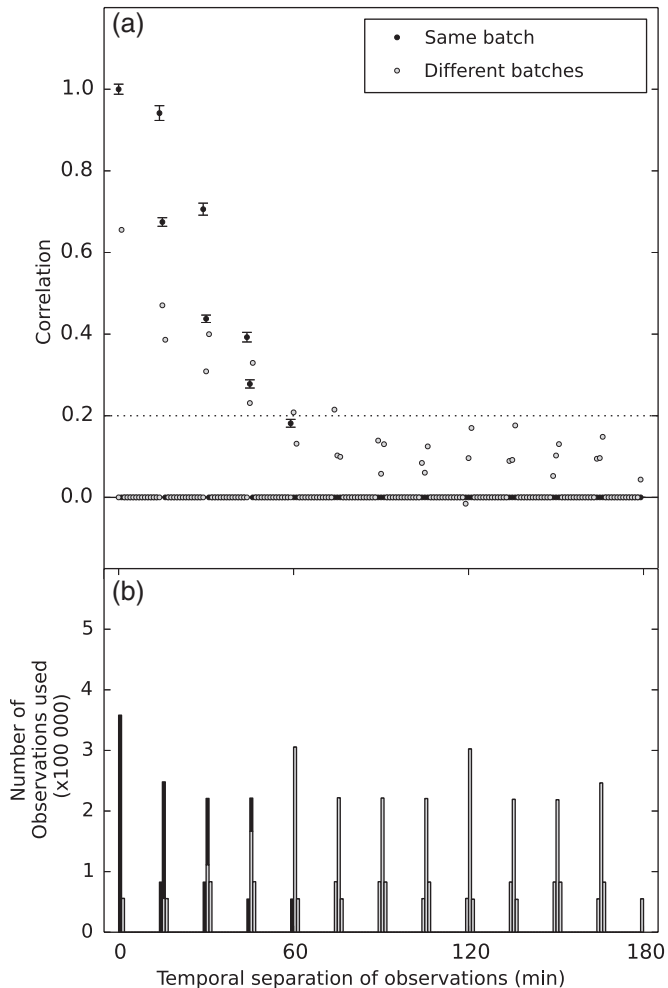 (a)
Same batch
Different batches
1.0
0.8
0.6
0.4
0.2
0.0
Correlation
(b)
5
4
3
2
1
0
Number of
Observations used
(x100 000)
0 60 120 180
Temporal separation of observations (min)